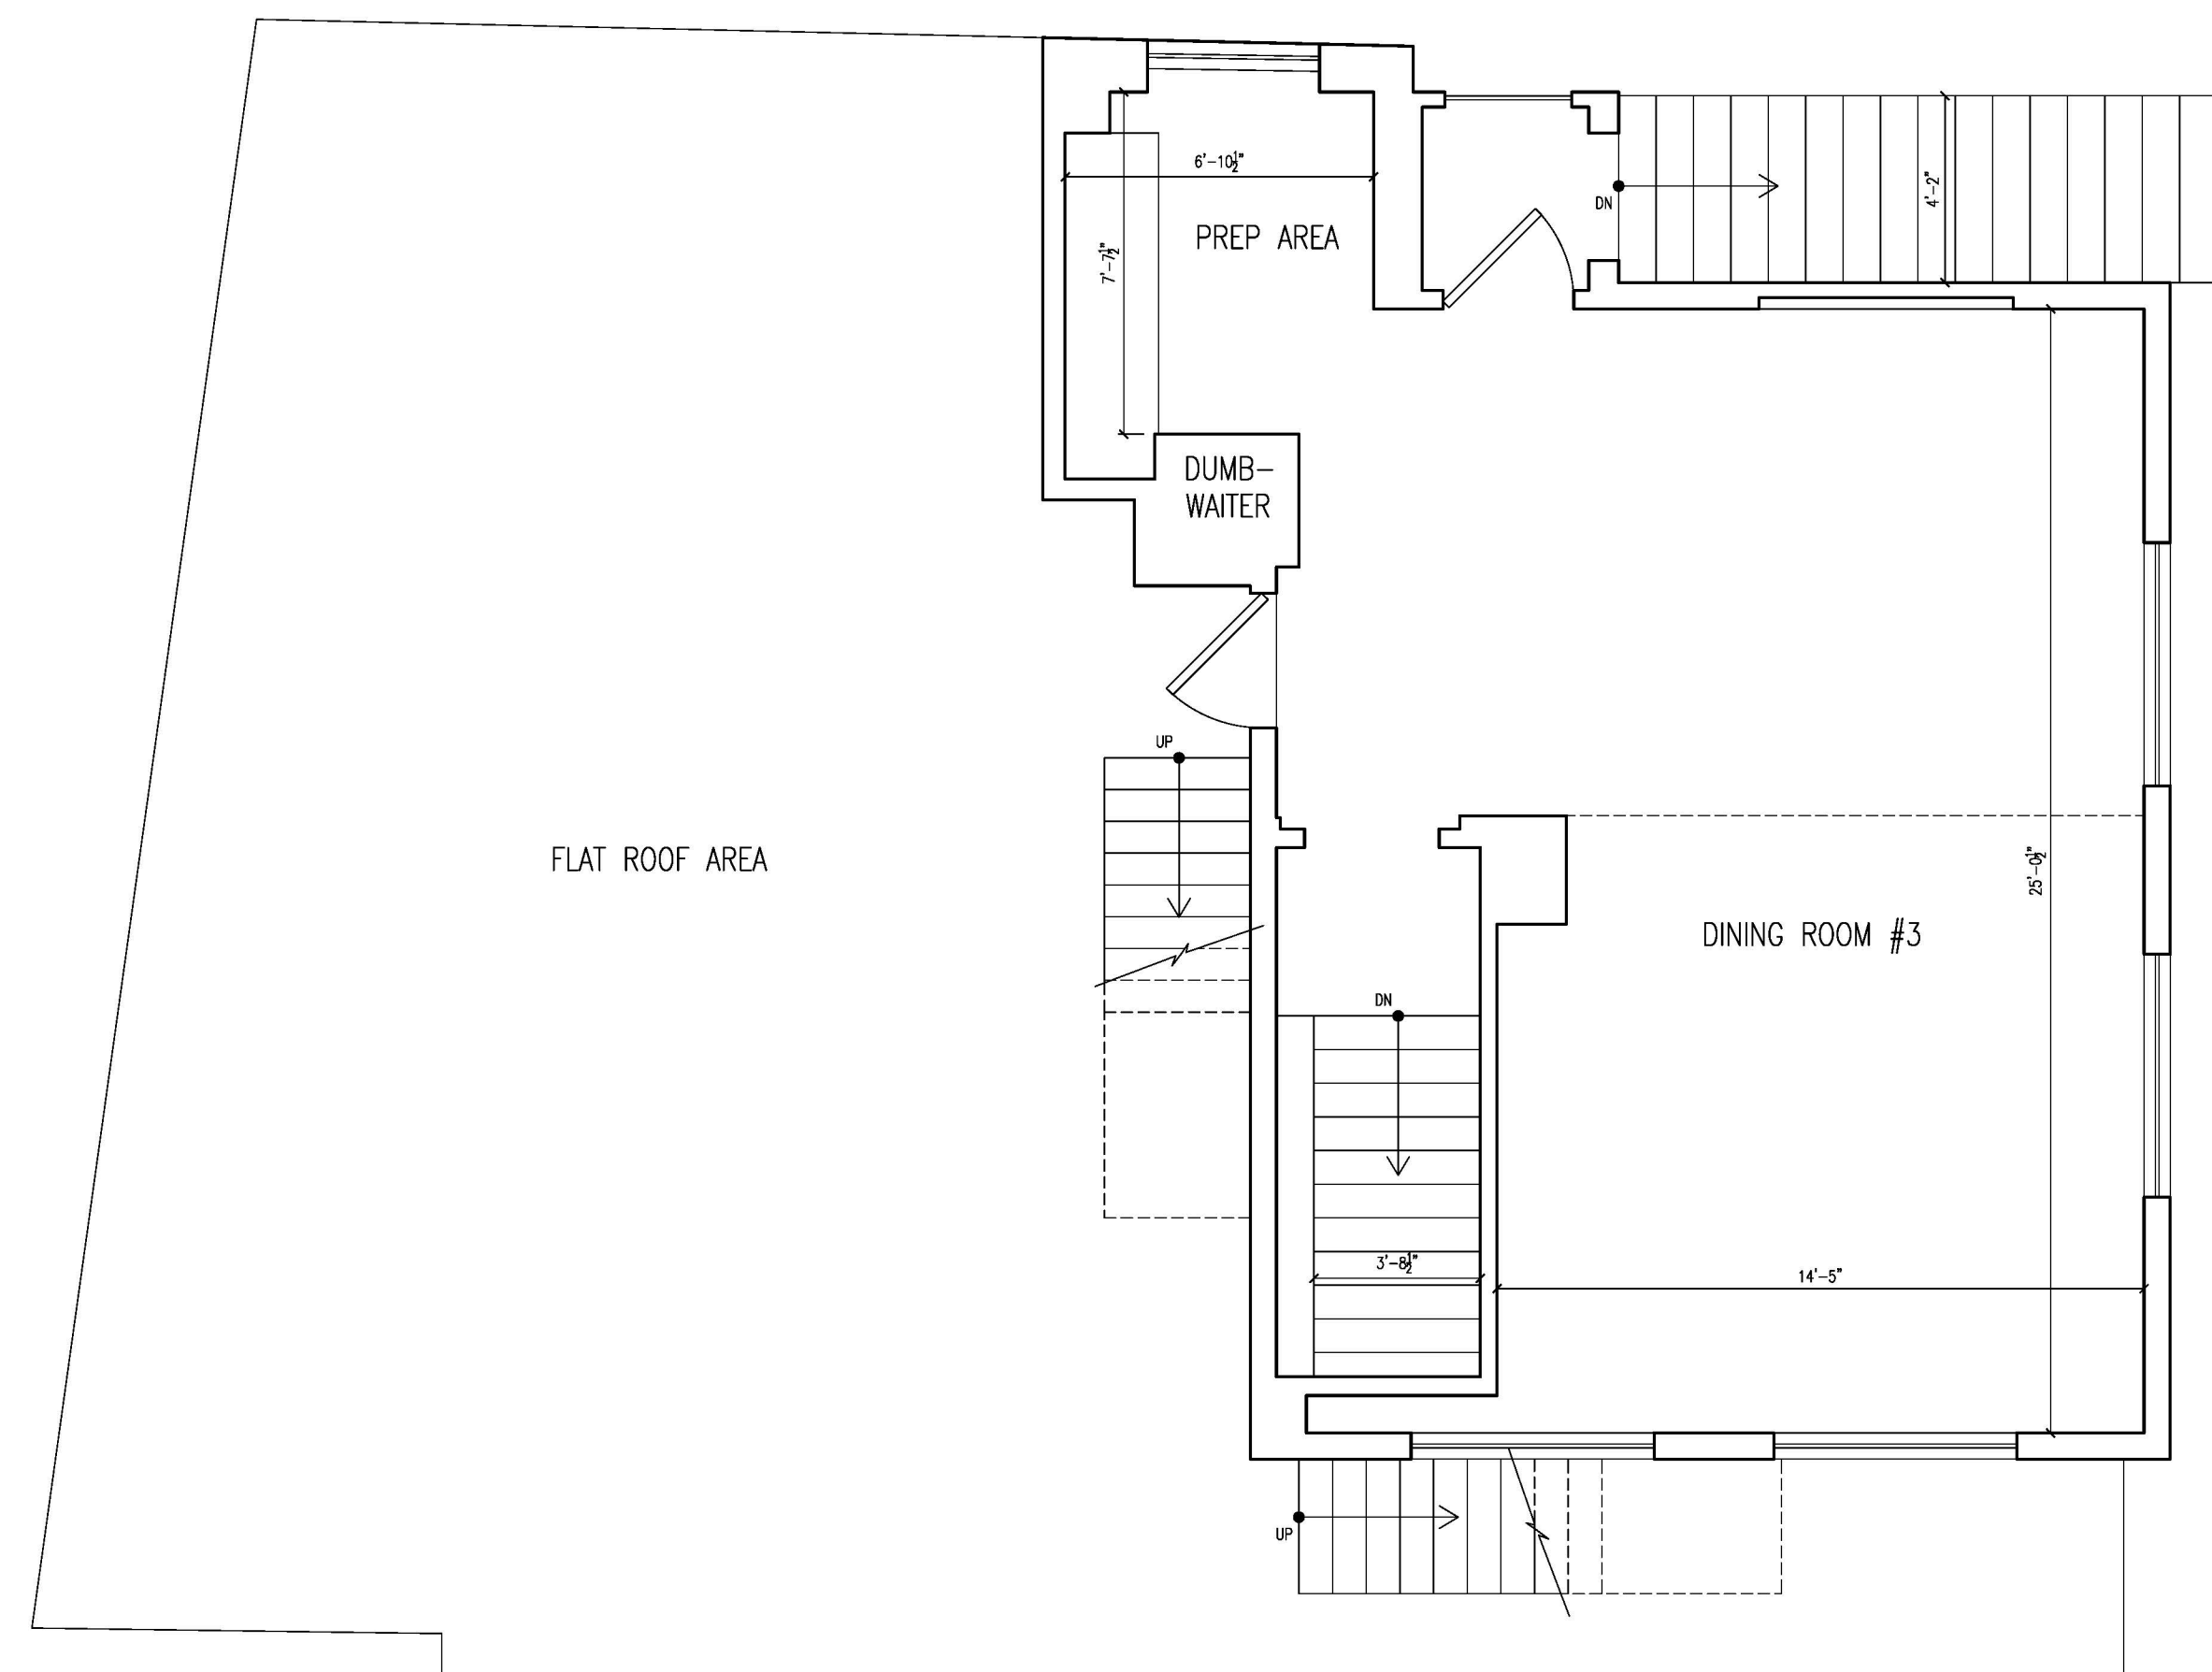 6'-10½"
DN
4'-2"
PREP AREA
7'-7½"
DUMB-
WAITER
UP
FLAT ROOF AREA
25'-0½"
DINING ROOM #3
DN
3'-8½"
14'-5"
UP